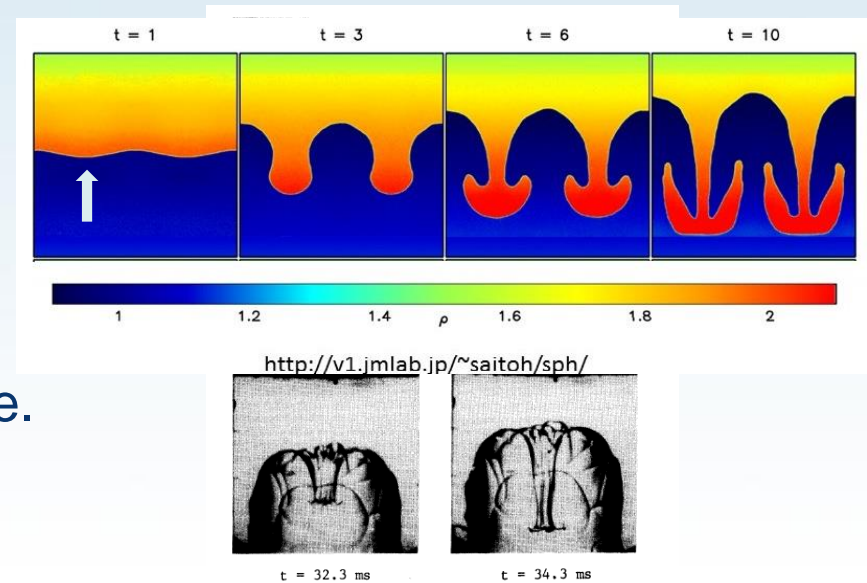 t = 1 t = 3 t = 6 t = 10
1 1.2 1.4 ρ 1.6 1.8 2
http://v1.jmlab.jp/~saitoh/sph/
e.
t = 32.3 ms t = 34.3 ms